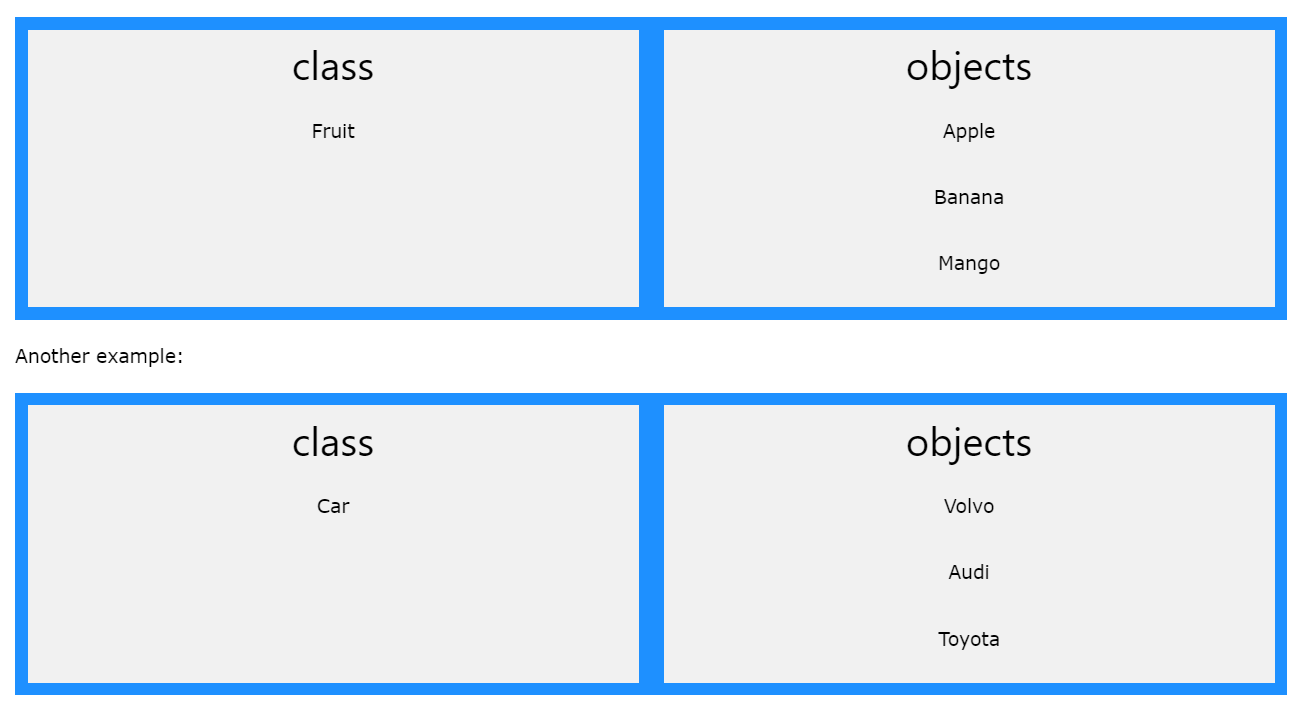 class
Fruit
objects
Apple
Banana
Mango
Another example:
class
Car
objects
Volvo
Audi
Toyota